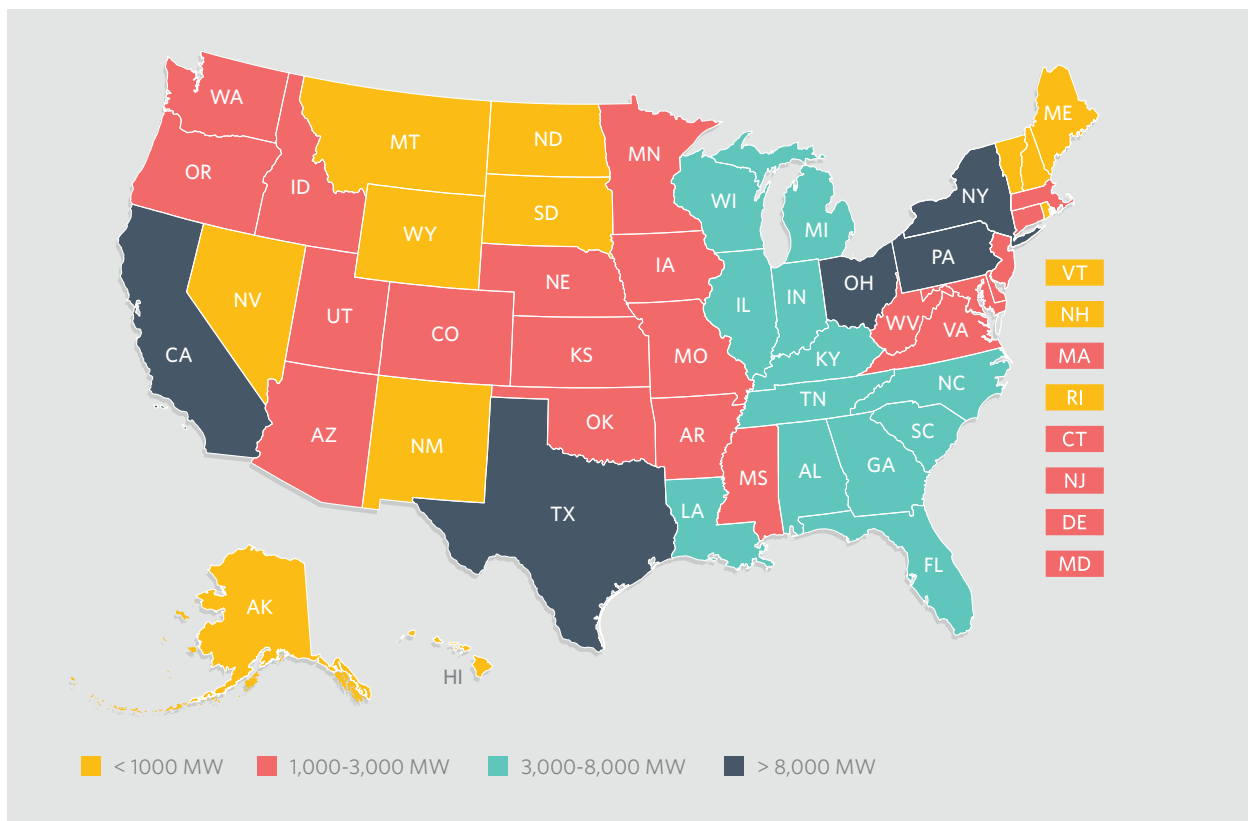 WA
OR
ID
MT
ND
MN
SD
WY
NV
CA
UT
CO
NE
IA
KS
MO
AZ
NM
OK
AR
TX
LA
MS
AL
GA
FL
SC
NC
TN
KY
IL
IN
WI
MI
OH
WV
VA
PA
NY
ME
VT
NH
MA
RI
CT
NJ
DE
MD
AK
HI
< 1000 MW
1,000-3,000 MW
3,000-8,000 MW
> 8,000 MW